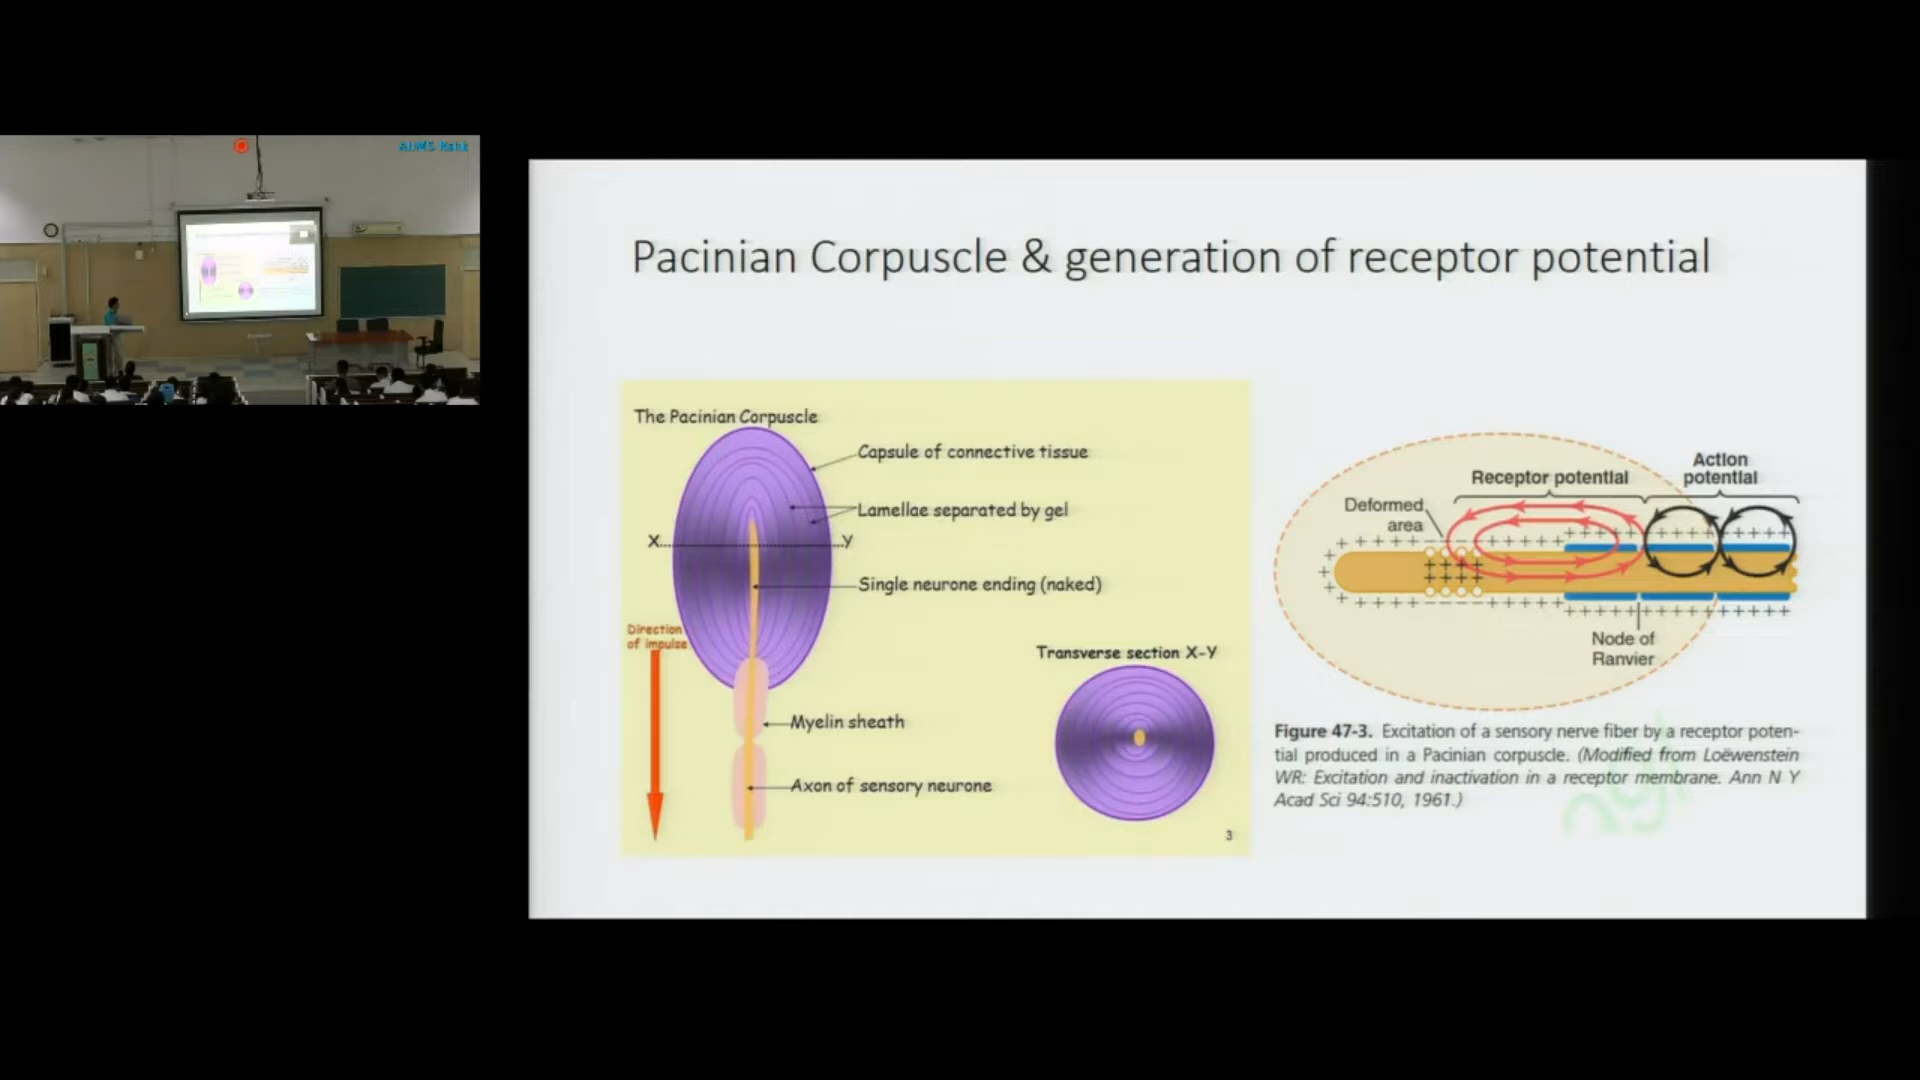 AIIMS Rshk
Pacinian Corpuscle & generation of receptor potential
The Pacinian Corpuscle
Capsule of connective tissue
Lamellae separated by gel
X
Y
Single neurone ending (naked)
Direction
of impulse
Transverse section X-Y
Myelin sheath
Axon of sensory neurone
3
Receptor potential
Action
potential
Deformed
area
Node of
Ranvier
Figure 47-3. Excitation of a sensory nerve fiber by a receptor poten-
tial produced in a Pacinian corpuscle. (Modified from Loëwenstein
WR: Excitation and inactivation in a receptor membrane. Ann N Y
Acad Sci 94:510, 1961.)